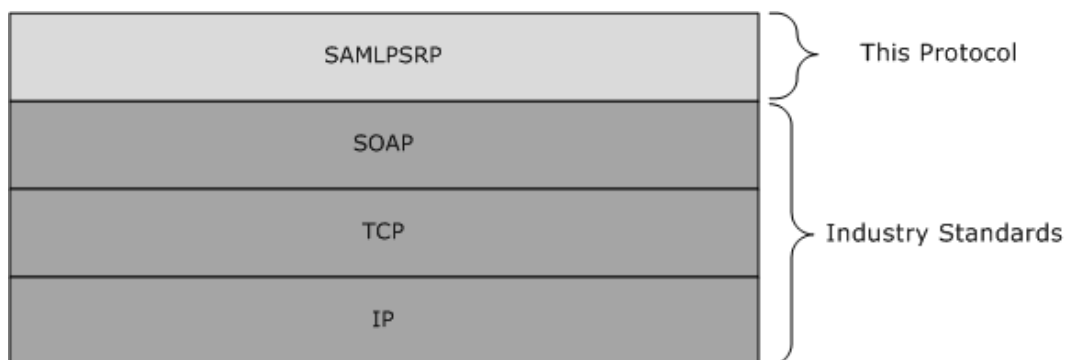 SAMLPSRP
This Protocol
SOAP
TCP
Industry Standards
IP